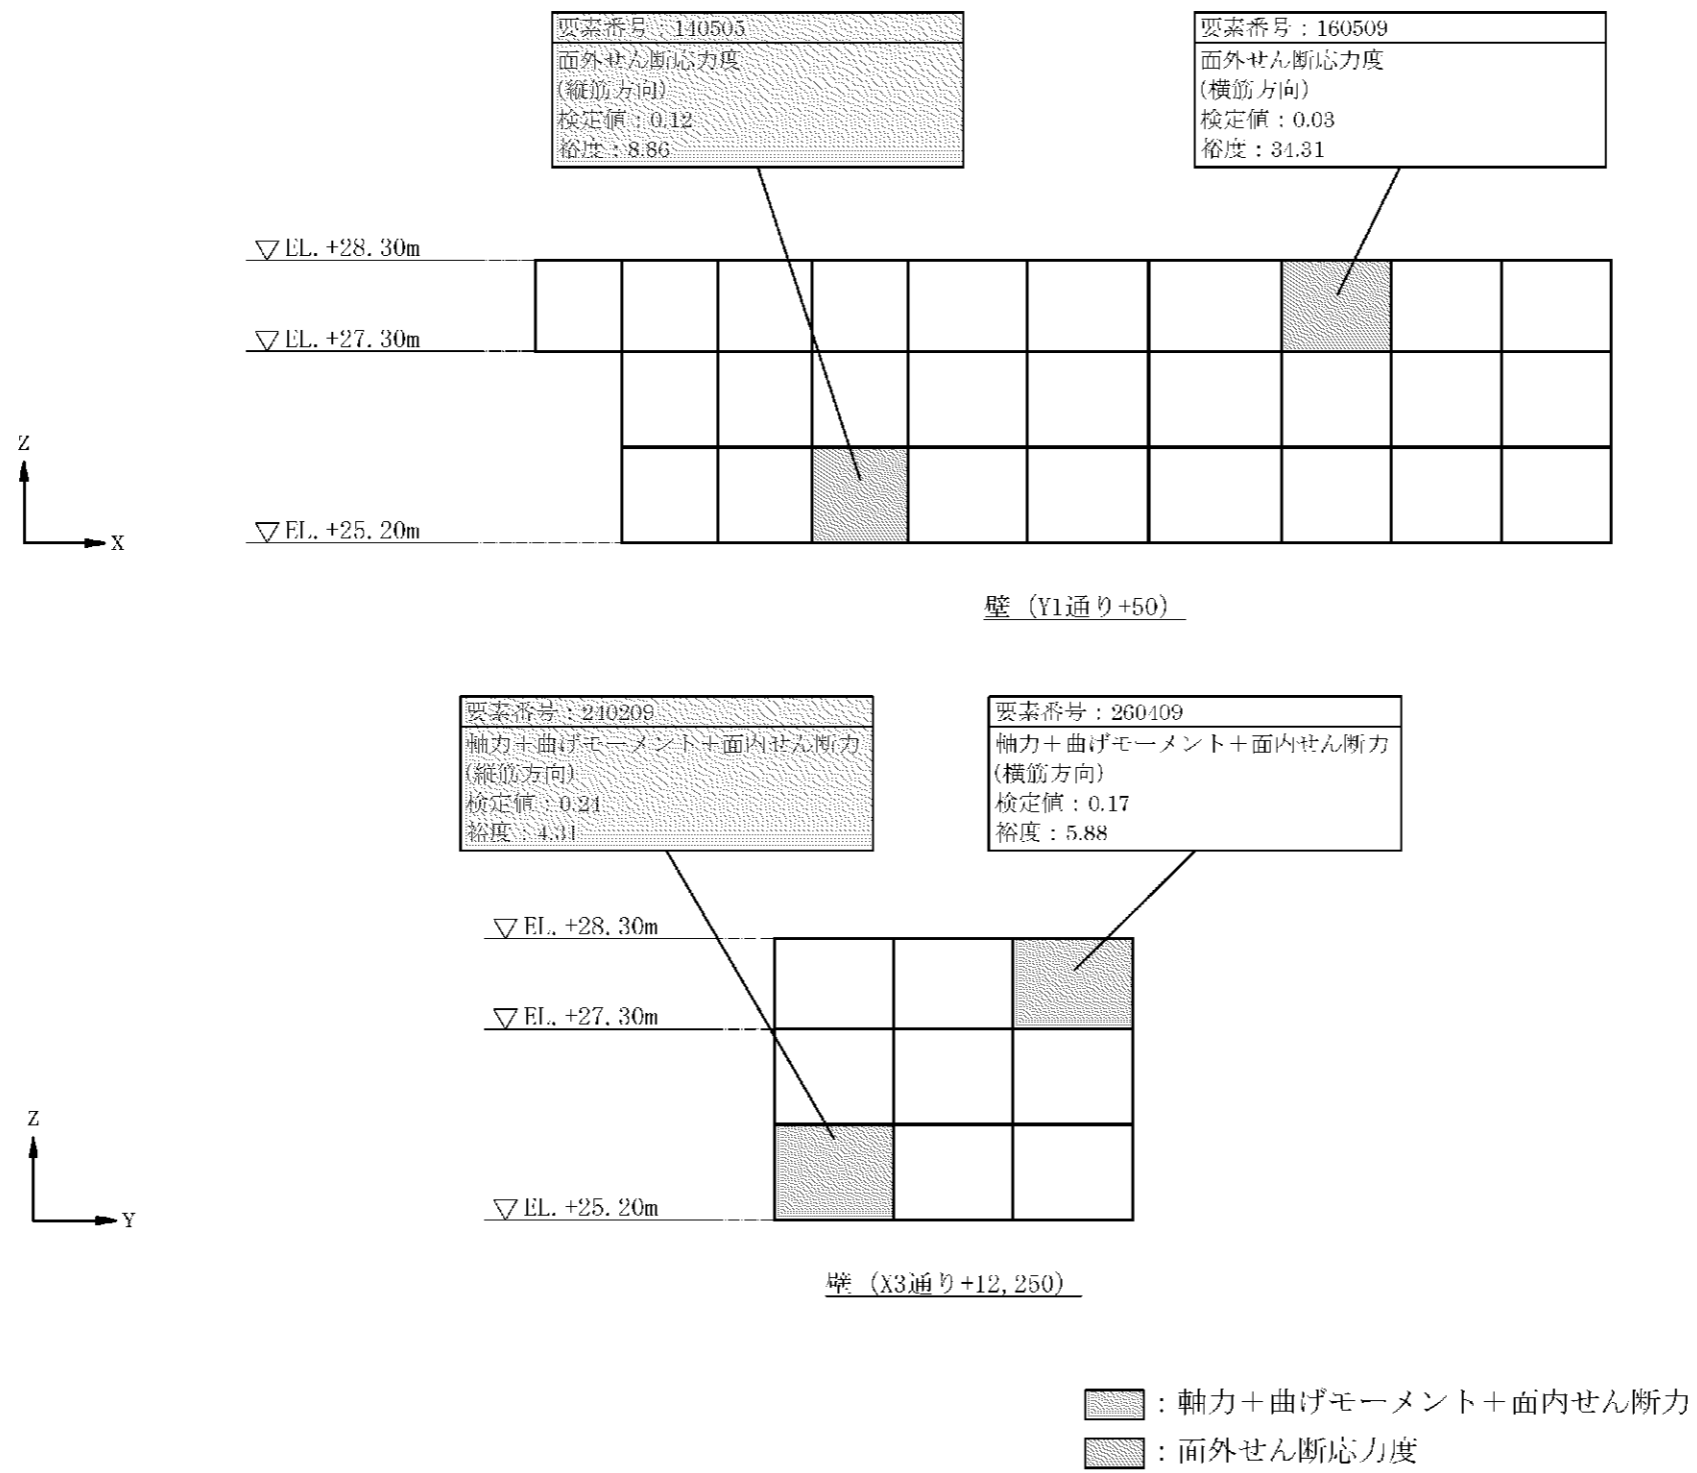 要素番号：140505
面外せん断応力度
(縦筋方向)
検定値：0.12
裕度：8.86
要素番号：160509
面外せん断応力度
(横筋方向)
検定値：0.03
裕度：34.31
▽EL.+28.30m
▽EL.+27.30m
▽EL.+25.20m
Z
X
壁（Y1通り+50）
要素番号：240209
軸力＋曲げモーメント＋面内せん断力
(縦筋方向)
検定値：0.24
裕度：4.31
要素番号：260409
軸力＋曲げモーメント＋面内せん断力
(横筋方向)
検定値：0.17
裕度：5.88
▽EL.+28.30m
▽EL.+27.30m
▽EL.+25.20m
Z
Y
壁（X3通り+12,250）
：軸力＋曲げモーメント＋面内せん断力
：面外せん断応力度